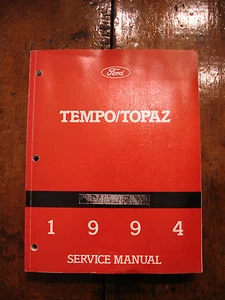 Ford
TEMPO/TOPAZ
1 9 9 4
SERVICE MANUAL